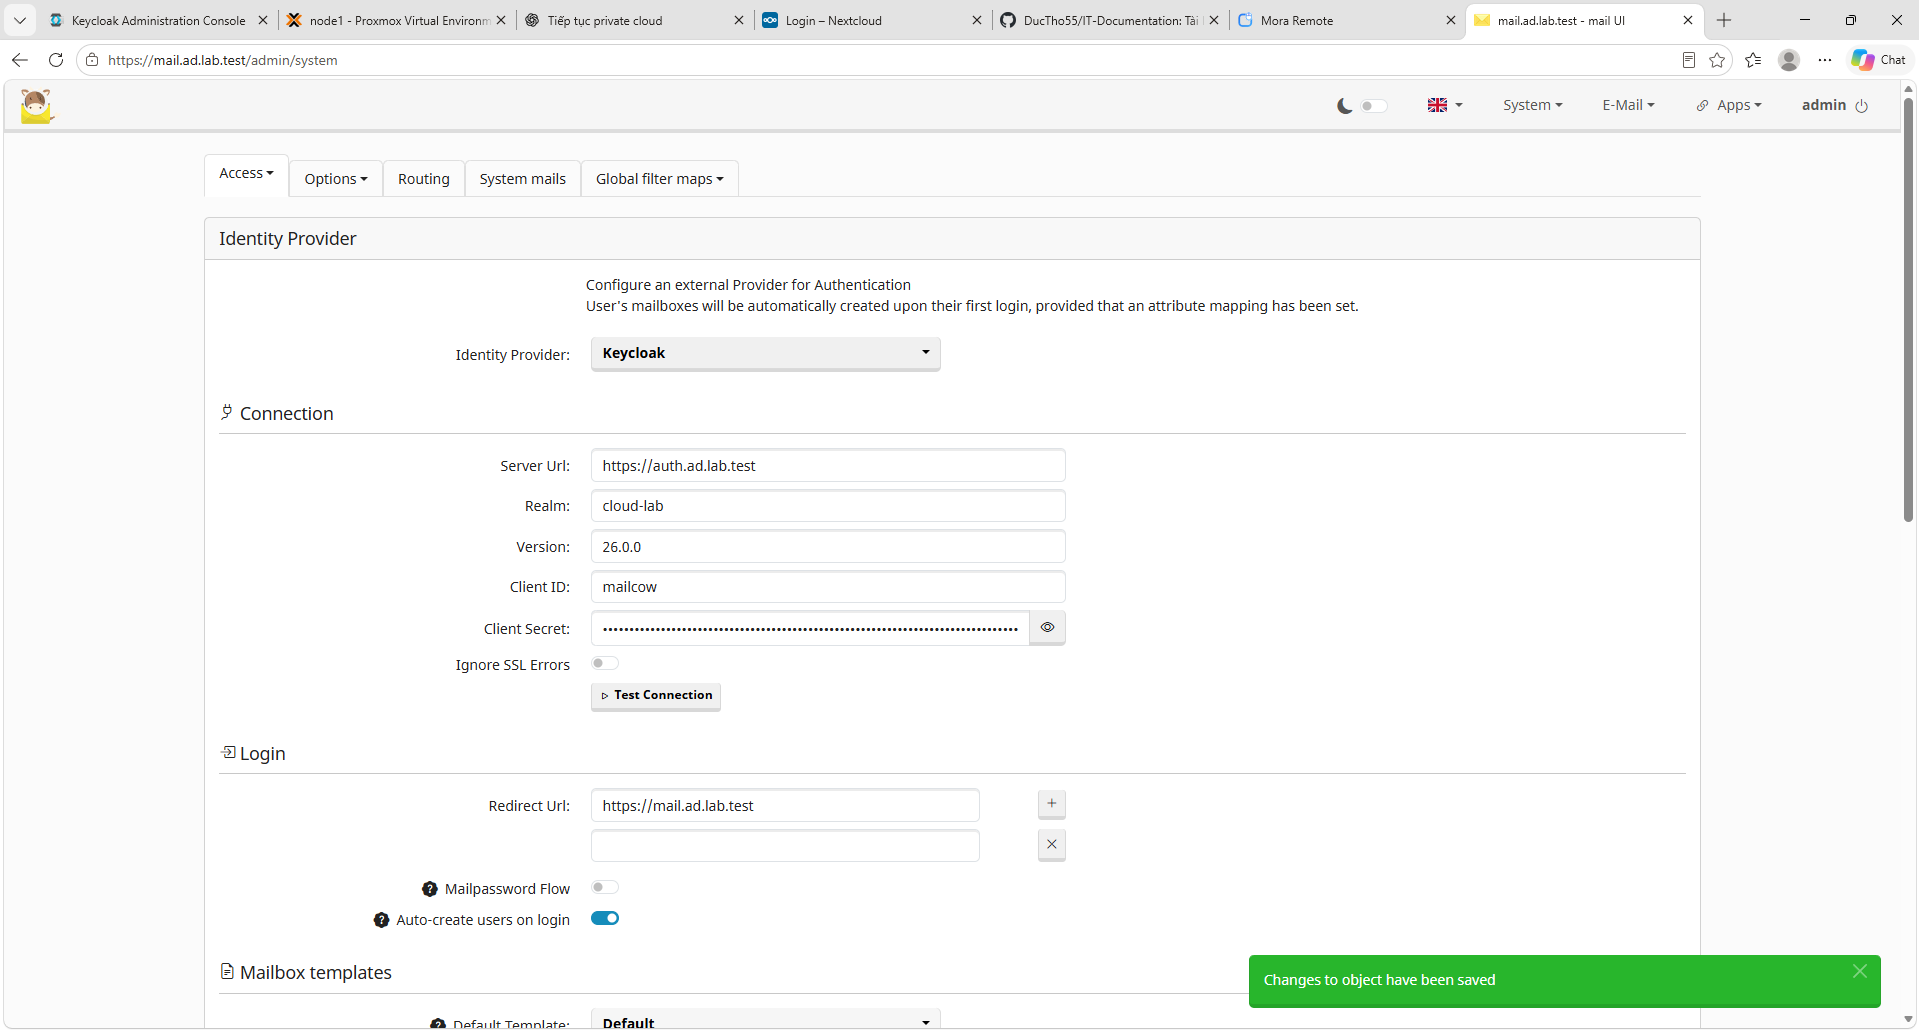 Keycloak Administration Console
node1 - Proxmox Virtual Environm
Tiếp tục private cloud
Login – Nextcloud
DucTho55/IT-Documentation: Tài
Mora Remote
mail.ad.lab.test - mail UI
https://mail.ad.lab.test/admin/system
Chat
System
E-Mail
Apps
admin
Access
Options
Routing
System mails
Global filter maps
Identity Provider
Configure an external Provider for Authentication
User's mailboxes will be automatically created upon their first login, provided that an attribute mapping has been set.
Identity Provider: Keycloak
Connection
Server Url: https://auth.ad.lab.test
Realm: cloud-lab
Version: 26.0.0
Client ID: mailcow
Client Secret:
Ignore SSL Errors
Test Connection
Login
Redirect Url: https://mail.ad.lab.test
Mailpassword Flow
Auto-create users on login
Mailbox templates
Changes to object have been saved
Default Template: Default